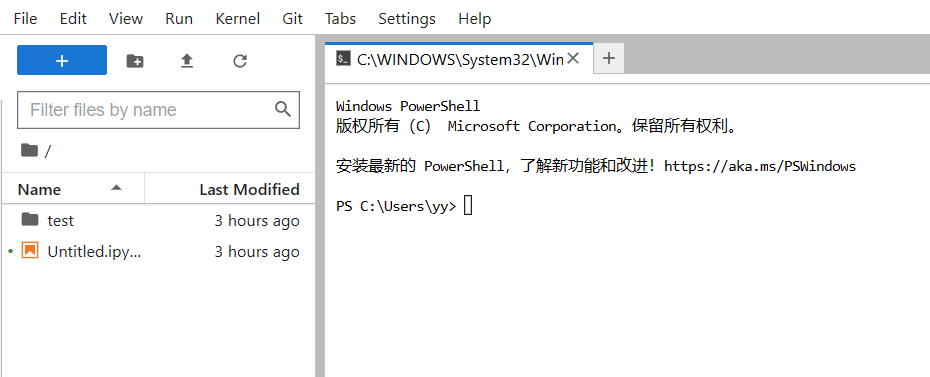 File Edit View Run Kernel Git Tabs Settings Help
+
Filter files by name
/
Name Last Modified
test 3 hours ago
Untitled.ipy... 3 hours ago
C:\WINDOWS\System32\Win
Windows PowerShell
版权所有（C） Microsoft Corporation。保留所有权利。
安装最新的 PowerShell，了解新功能和改进！https://aka.ms/PSWindows
PS C:\Users\yy>